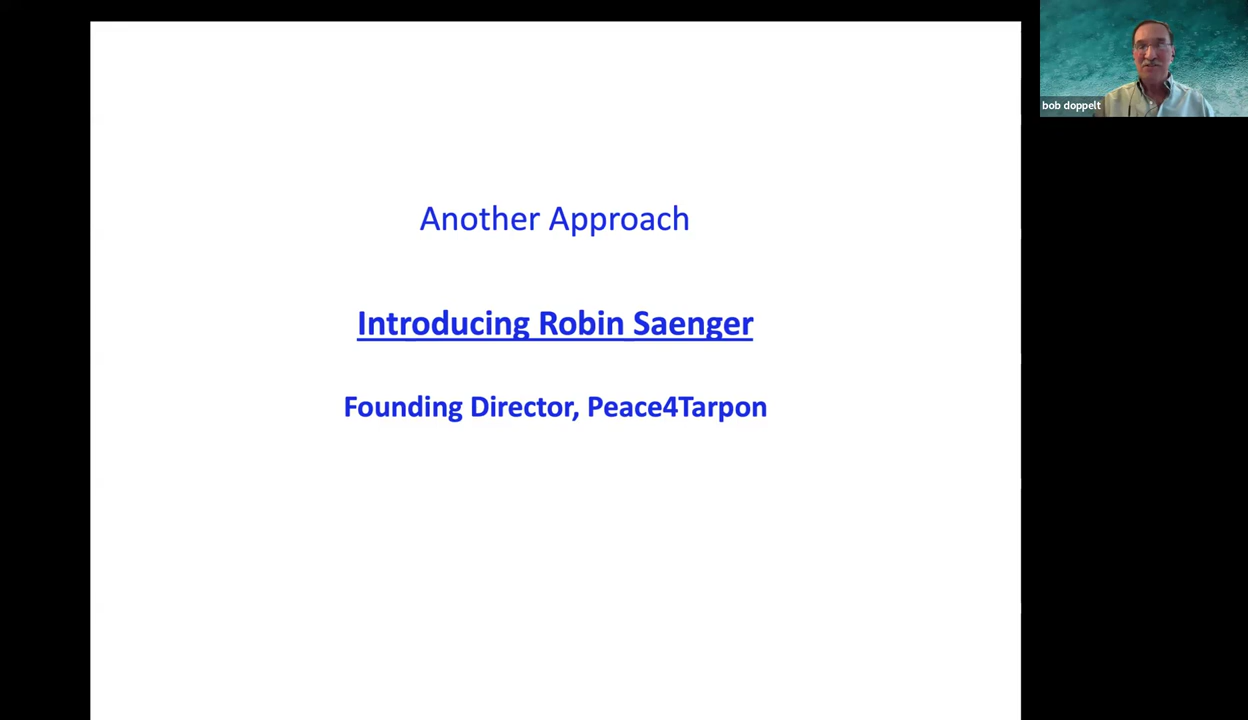 Another Approach
Introducing Robin Saenger
Founding Director, Peace4Tarpon
bob doppelt